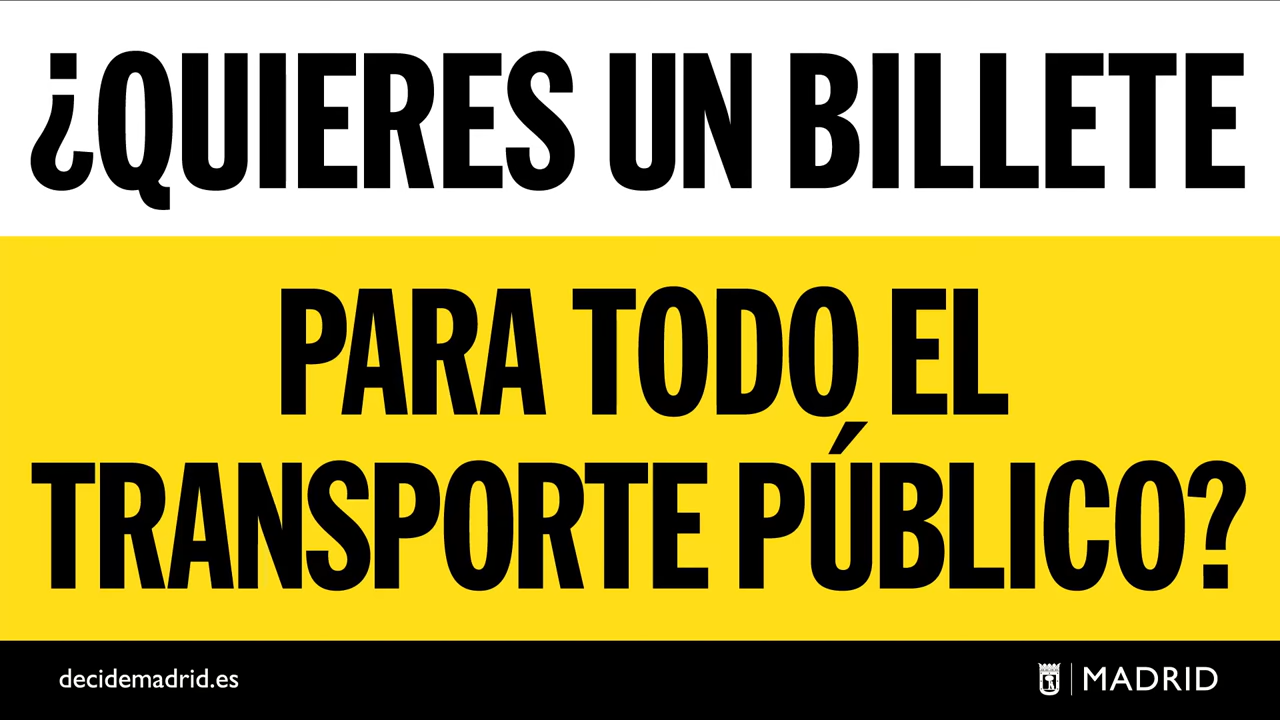 ¿QUIERES UN BILLETE
PARA TODO EL
TRANSPORTE PÚBLICO?
decidemadrid.es
MADRID